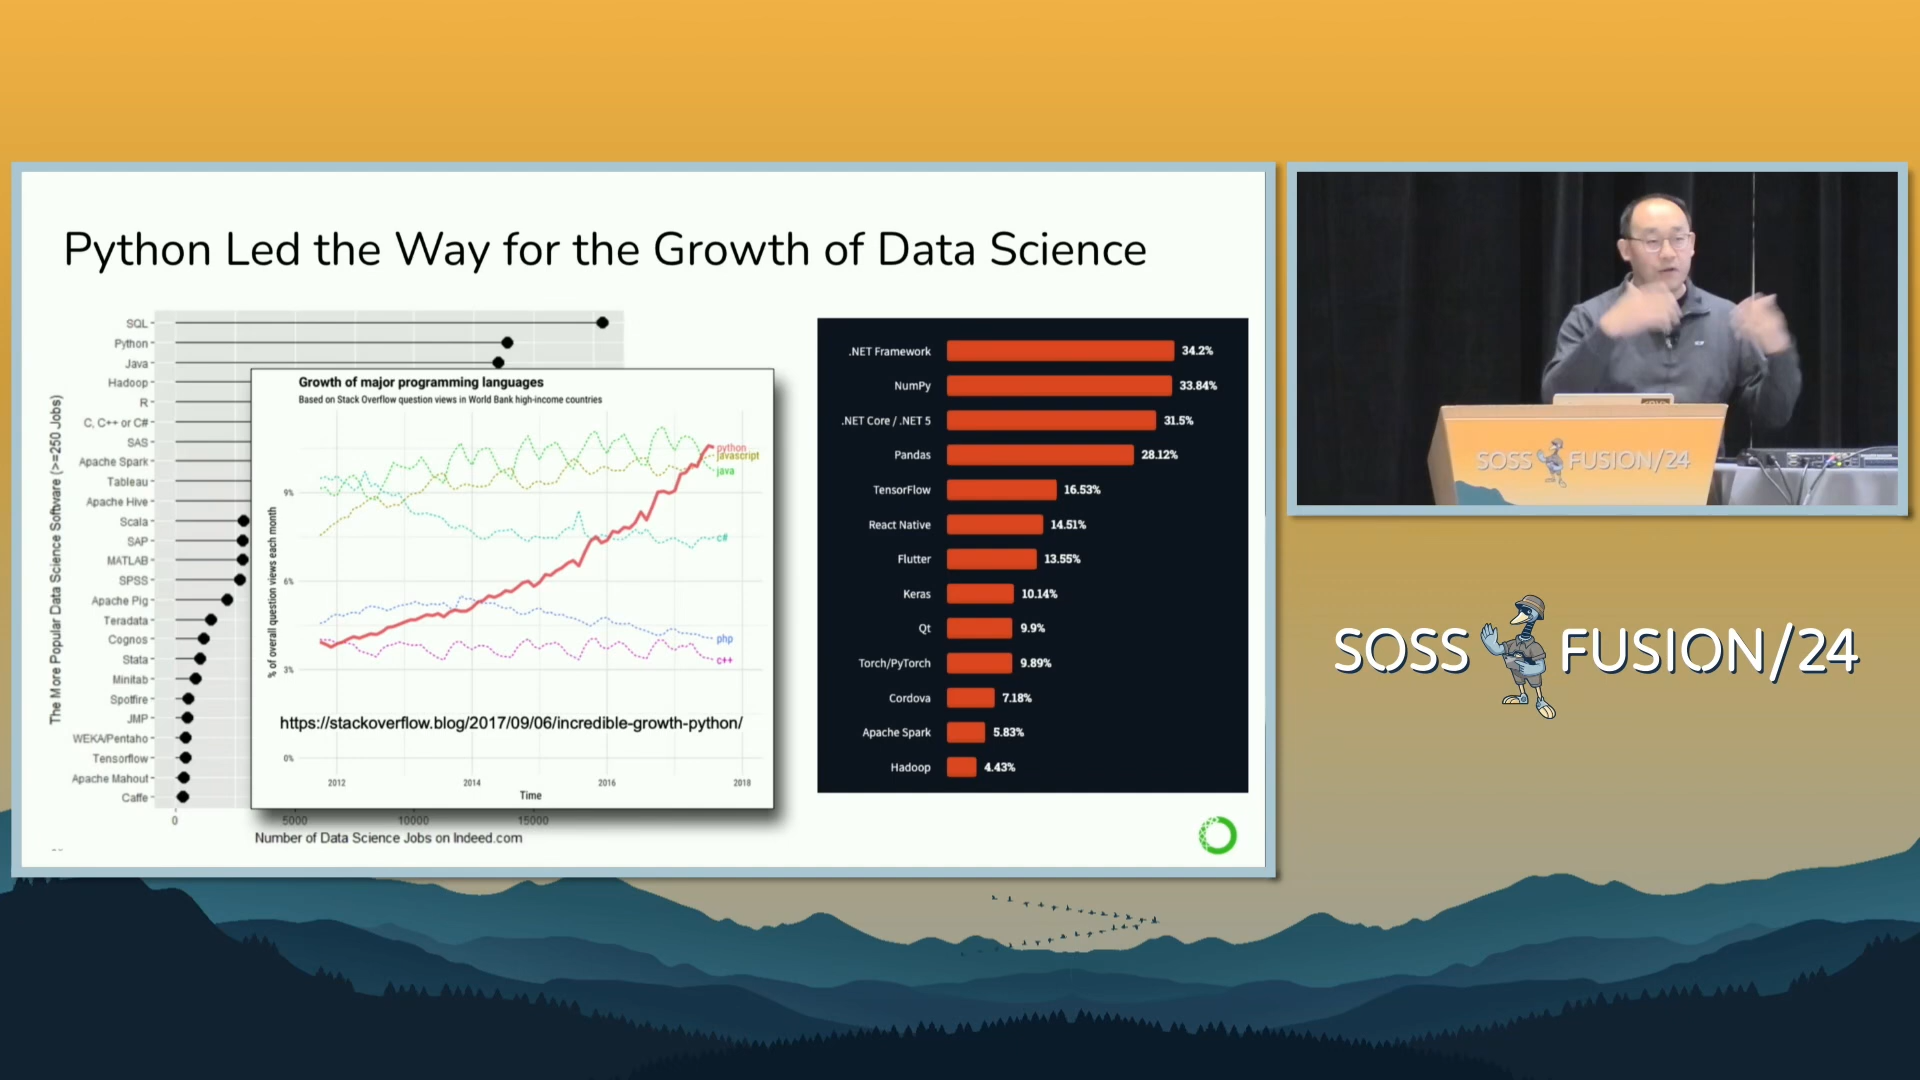 Python Led the Way for the Growth of Data Science
The More Popular Data Science Software (>=250 Jobs)
SQL
Python
Java
Hadoop
R
C, C++ or C#
SAS
Apache Spark
Tableau
Apache Hive
Scala
SAP
MATLAB
SPSS
Apache Pig
Teradata
Cognos
Stata
Minitab
Spotfire
JMP
WEKA/Pentaho
Tensorflow
Apache Mahout
Caffe
0 5000 10000 15000
Number of Data Science Jobs on Indeed.com
Growth of major programming languages
Based on Stack Overflow question views in World Bank high-income countries
% of overall question views each month
9%
6%
3%
0%
python
javascript
java
c#
php
c++
https://stackoverflow.blog/2017/09/06/incredible-growth-python/
2012 2014 2016 2018
Time
.NET Framework 34.2%
NumPy 33.84%
.NET Core / .NET 5 31.5%
Pandas 28.12%
TensorFlow 16.53%
React Native 14.51%
Flutter 13.55%
Keras 10.14%
Qt 9.9%
Torch/PyTorch 9.89%
Cordova 7.18%
Apache Spark 5.83%
Hadoop 4.43%
SOSS FUSION/24
SOSS FUSION/24